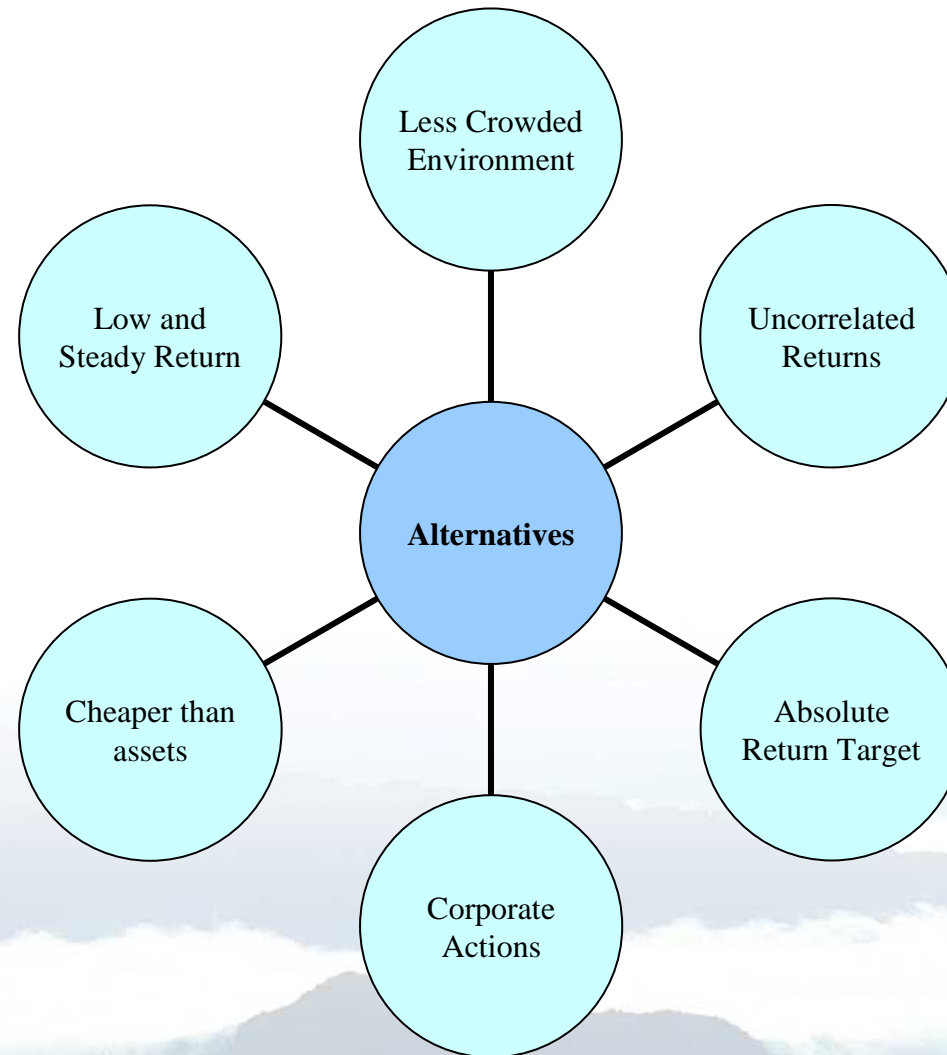 Less Crowded
Environment
Low and
Steady Return
Uncorrelated
Returns
Alternatives
Cheaper than
assets
Absolute
Return Target
Corporate
Actions